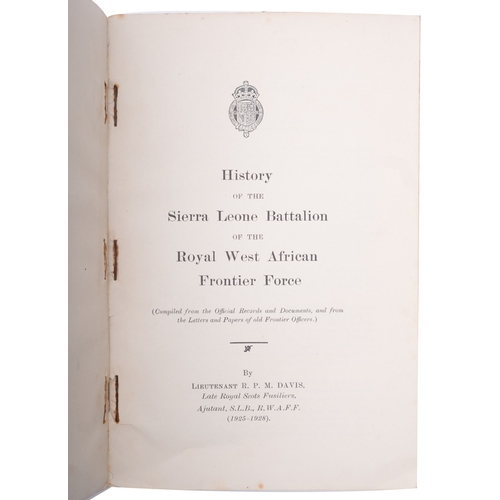 History
OF THE
Sierra Leone Battalion
OF THE
Royal West African
Frontier Force
(Compiled from the Official Records and Documents, and from
the Letters and Papers of old Frontier Officers.)
By
LIEUTENANT R. P. M. DAVIS,
Late Royal Scots Fusiliers,
Ajutant, S.L.B., R.W.A.F.F.
(1925-1928).